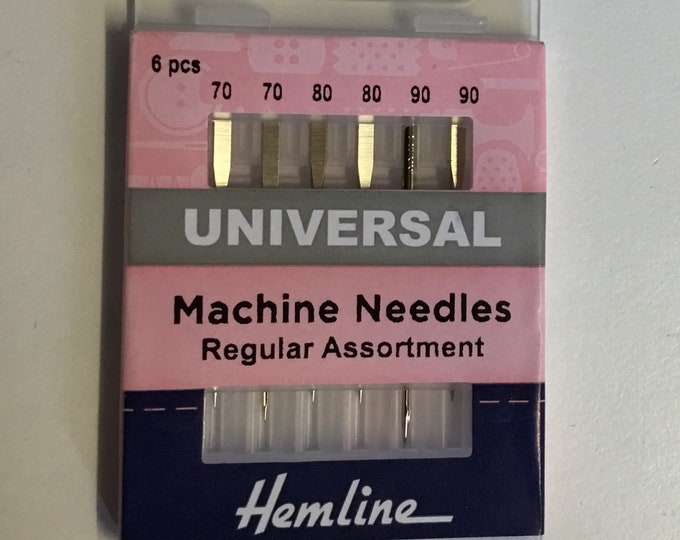 6 pcs
70 70 80 80 90 90
UNIVERSAL
Machine Needles
Regular Assortment
Hemline